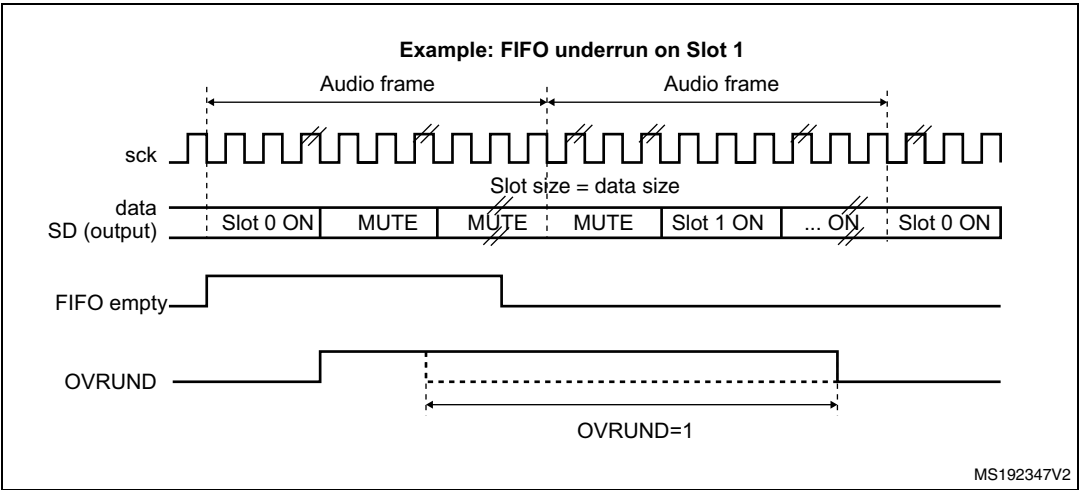 Example: FIFO underrun on Slot 1
Audio frame Audio frame
sck
Slot size = data size
data
SD (output) Slot 0 ON MUTE MUTE MUTE Slot 1 ON ... ON Slot 0 ON
FIFO empty
OVRUND
OVRUND=1
MS192347V2